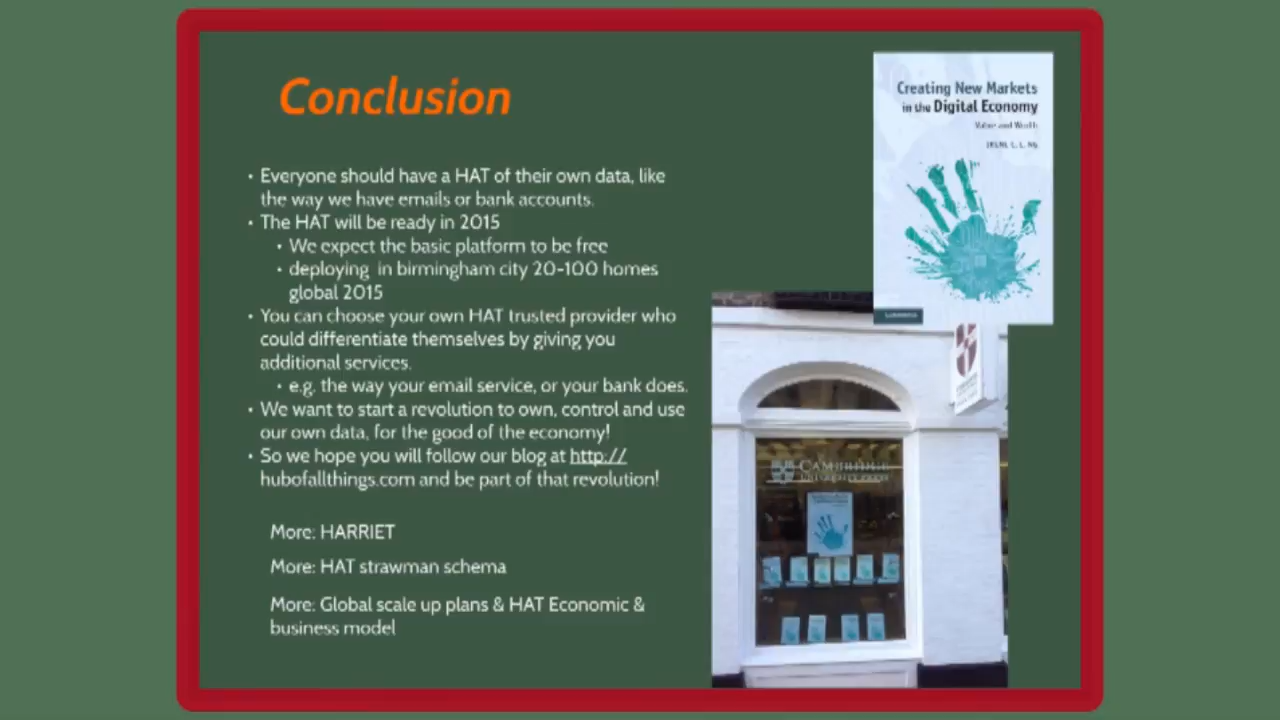 Conclusion
• Everyone should have a HAT of their own data, like
the way we have emails or bank accounts.
• The HAT will be ready in 2015
• We expect the basic platform to be free
• deploying in birmingham city 20-100 homes
global 2015
• You can choose your own HAT trusted provider who
could differentiate themselves by giving you
additional services.
• e.g. the way your email service, or your bank does.
• We want to start a revolution to own, control and use
our own data, for the good of the economy!
• So we hope you will follow our blog at http://
hubofallthings.com and be part of that revolution!
More: HARRIET
More: HAT strawman schema
More: Global scale up plans & HAT Economic &
business model
Creating New Markets
in the Digital Economy
Value and Worth
IRENE C. L. NG
CAMBRIDGE
UNIVERSITY PRESS